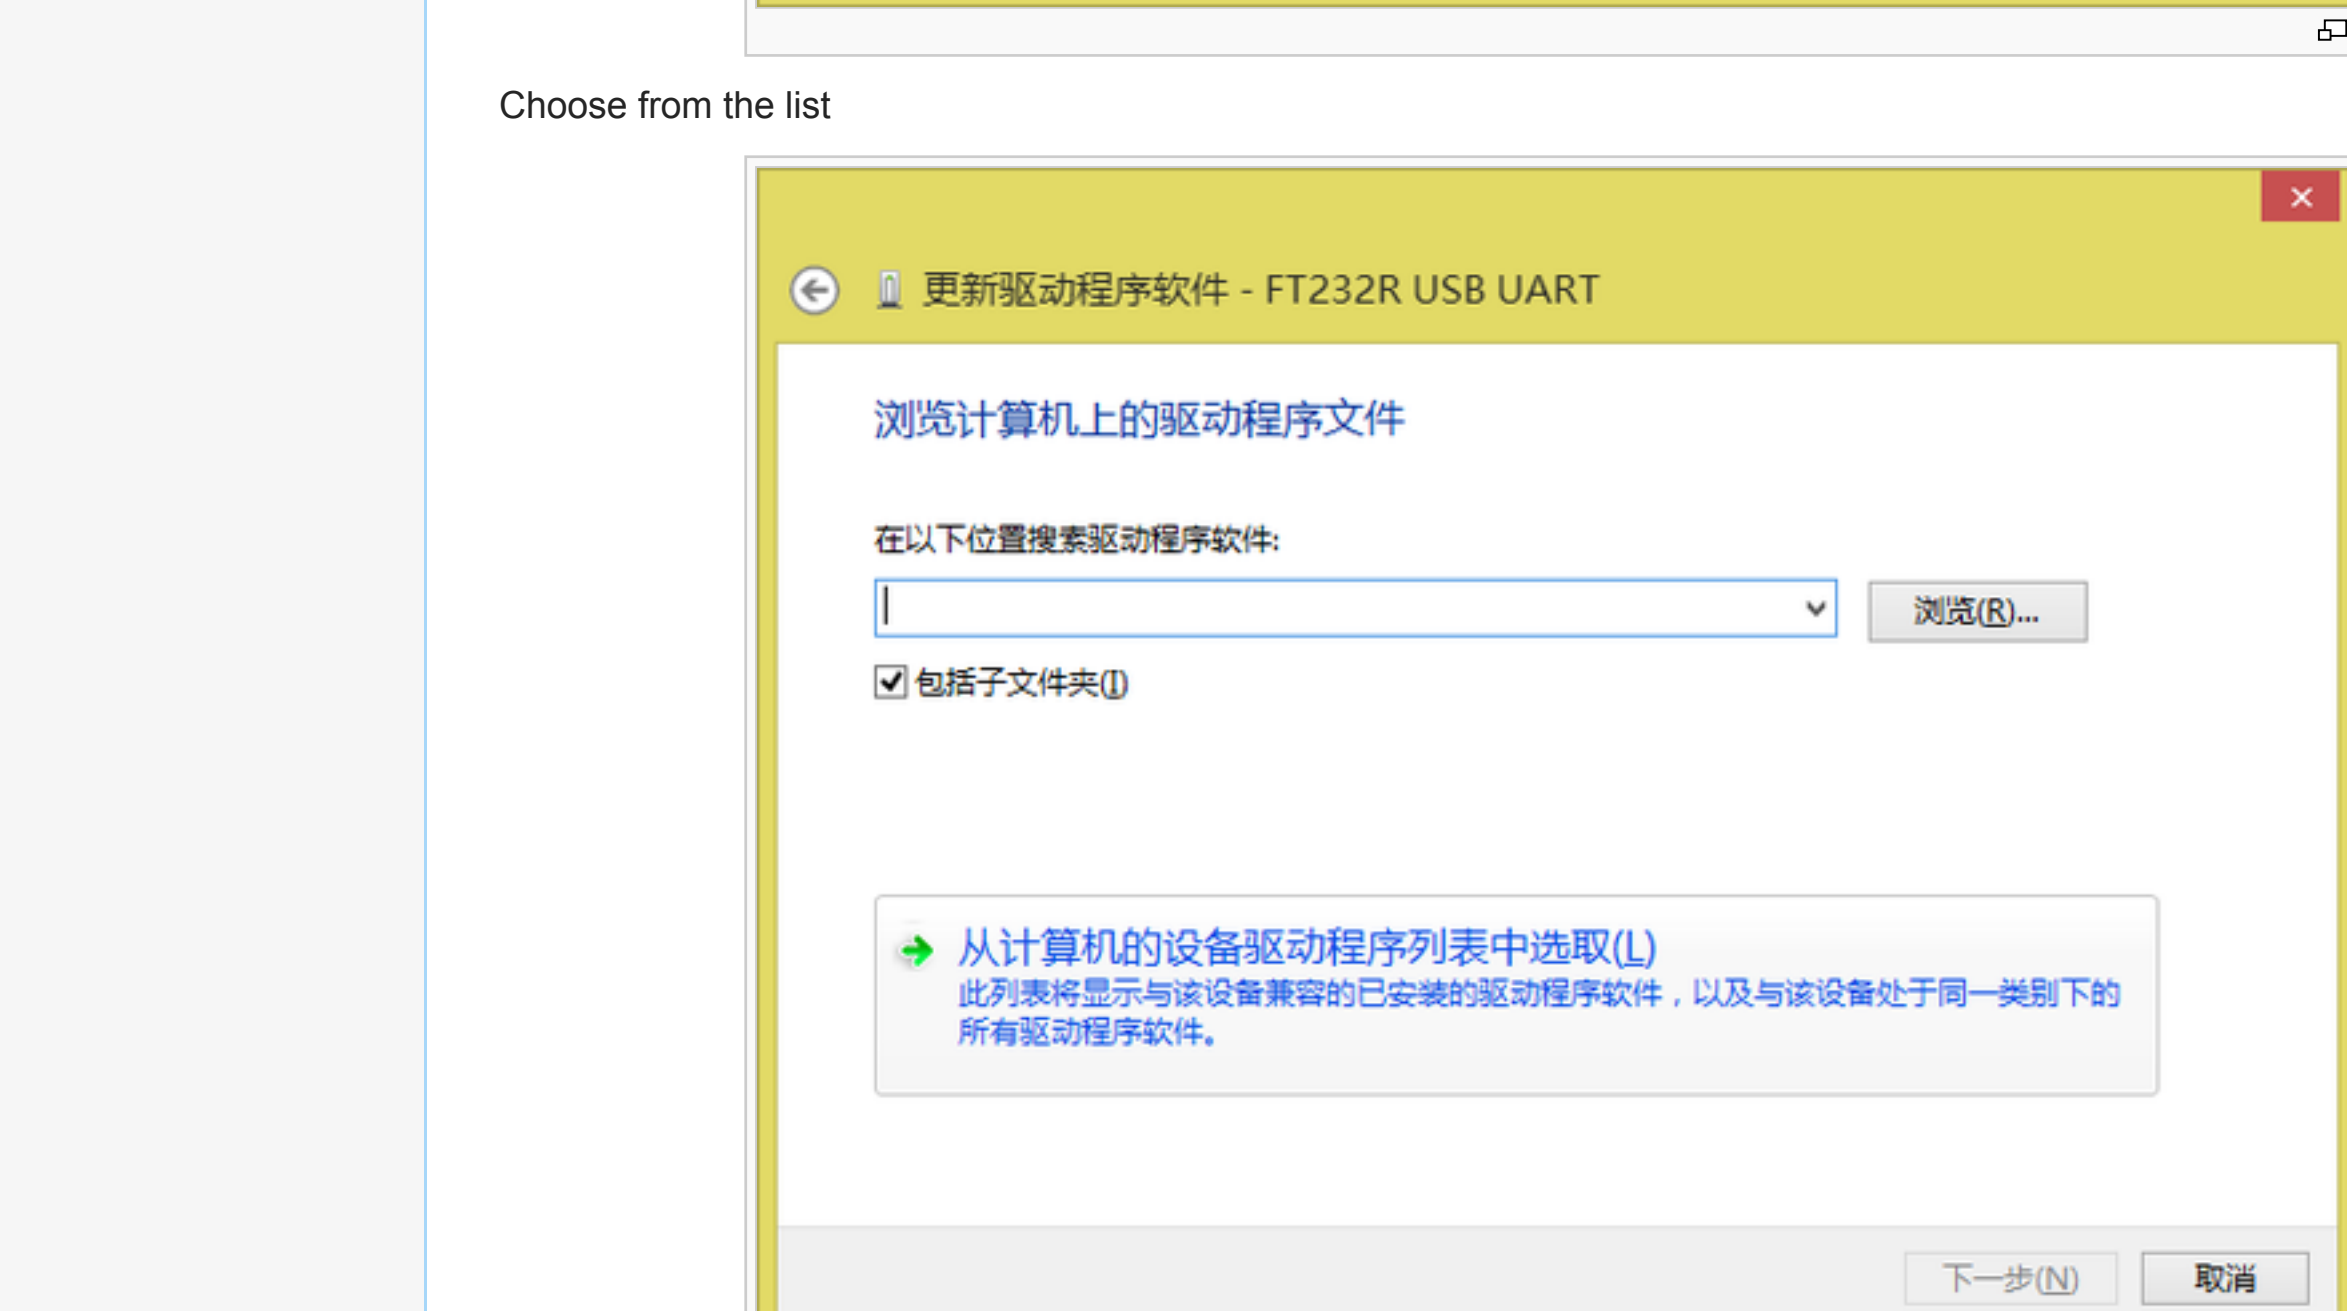 Choose from the list
更新驱动程序软件 - FT232R USB UART
浏览计算机上的驱动程序文件
在以下位置搜索驱动程序软件:
浏览(R)...
包括子文件夹(I)
从计算机的设备驱动程序列表中选取(L)
此列表将显示与该设备兼容的已安装的驱动程序软件，以及与该设备处于同一类别下的
所有驱动程序软件。
下一步(N)
取消